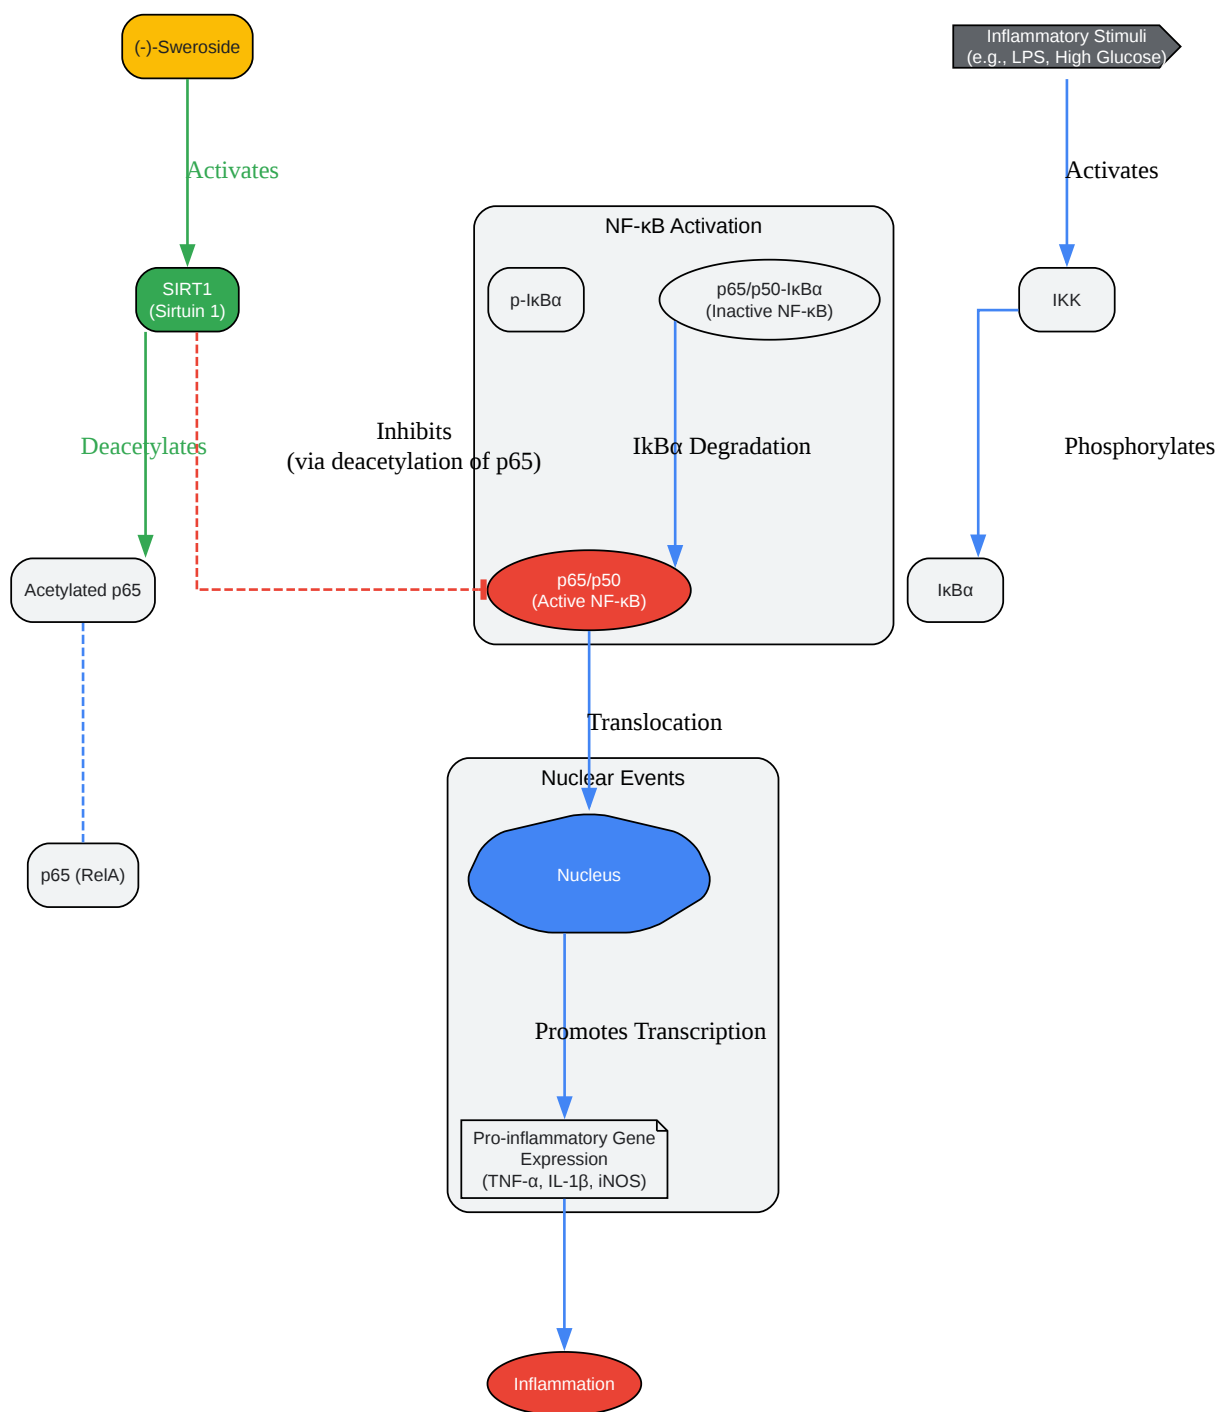 (-)-Sweroside
Inflammatory Stimuli
(e.g., LPS, High Glucose)
Activates
Activates
NF-κB Activation
SIRT1
(Sirtuin 1)
p-IκBα
p65/p50-IκBα
(Inactive NF-κB)
IKK
Deacetylates
Inhibits
(via deacetylation of p65)
IkBα Degradation
Phosphorylates
Acetylated p65
p65/p50
(Active NF-κB)
IκBα
Translocation
Nuclear Events
p65 (RelA)
Nucleus
Promotes Transcription
Pro-inflammatory Gene
Expression
(TNF-α, IL-1β, iNOS)
Inflammation